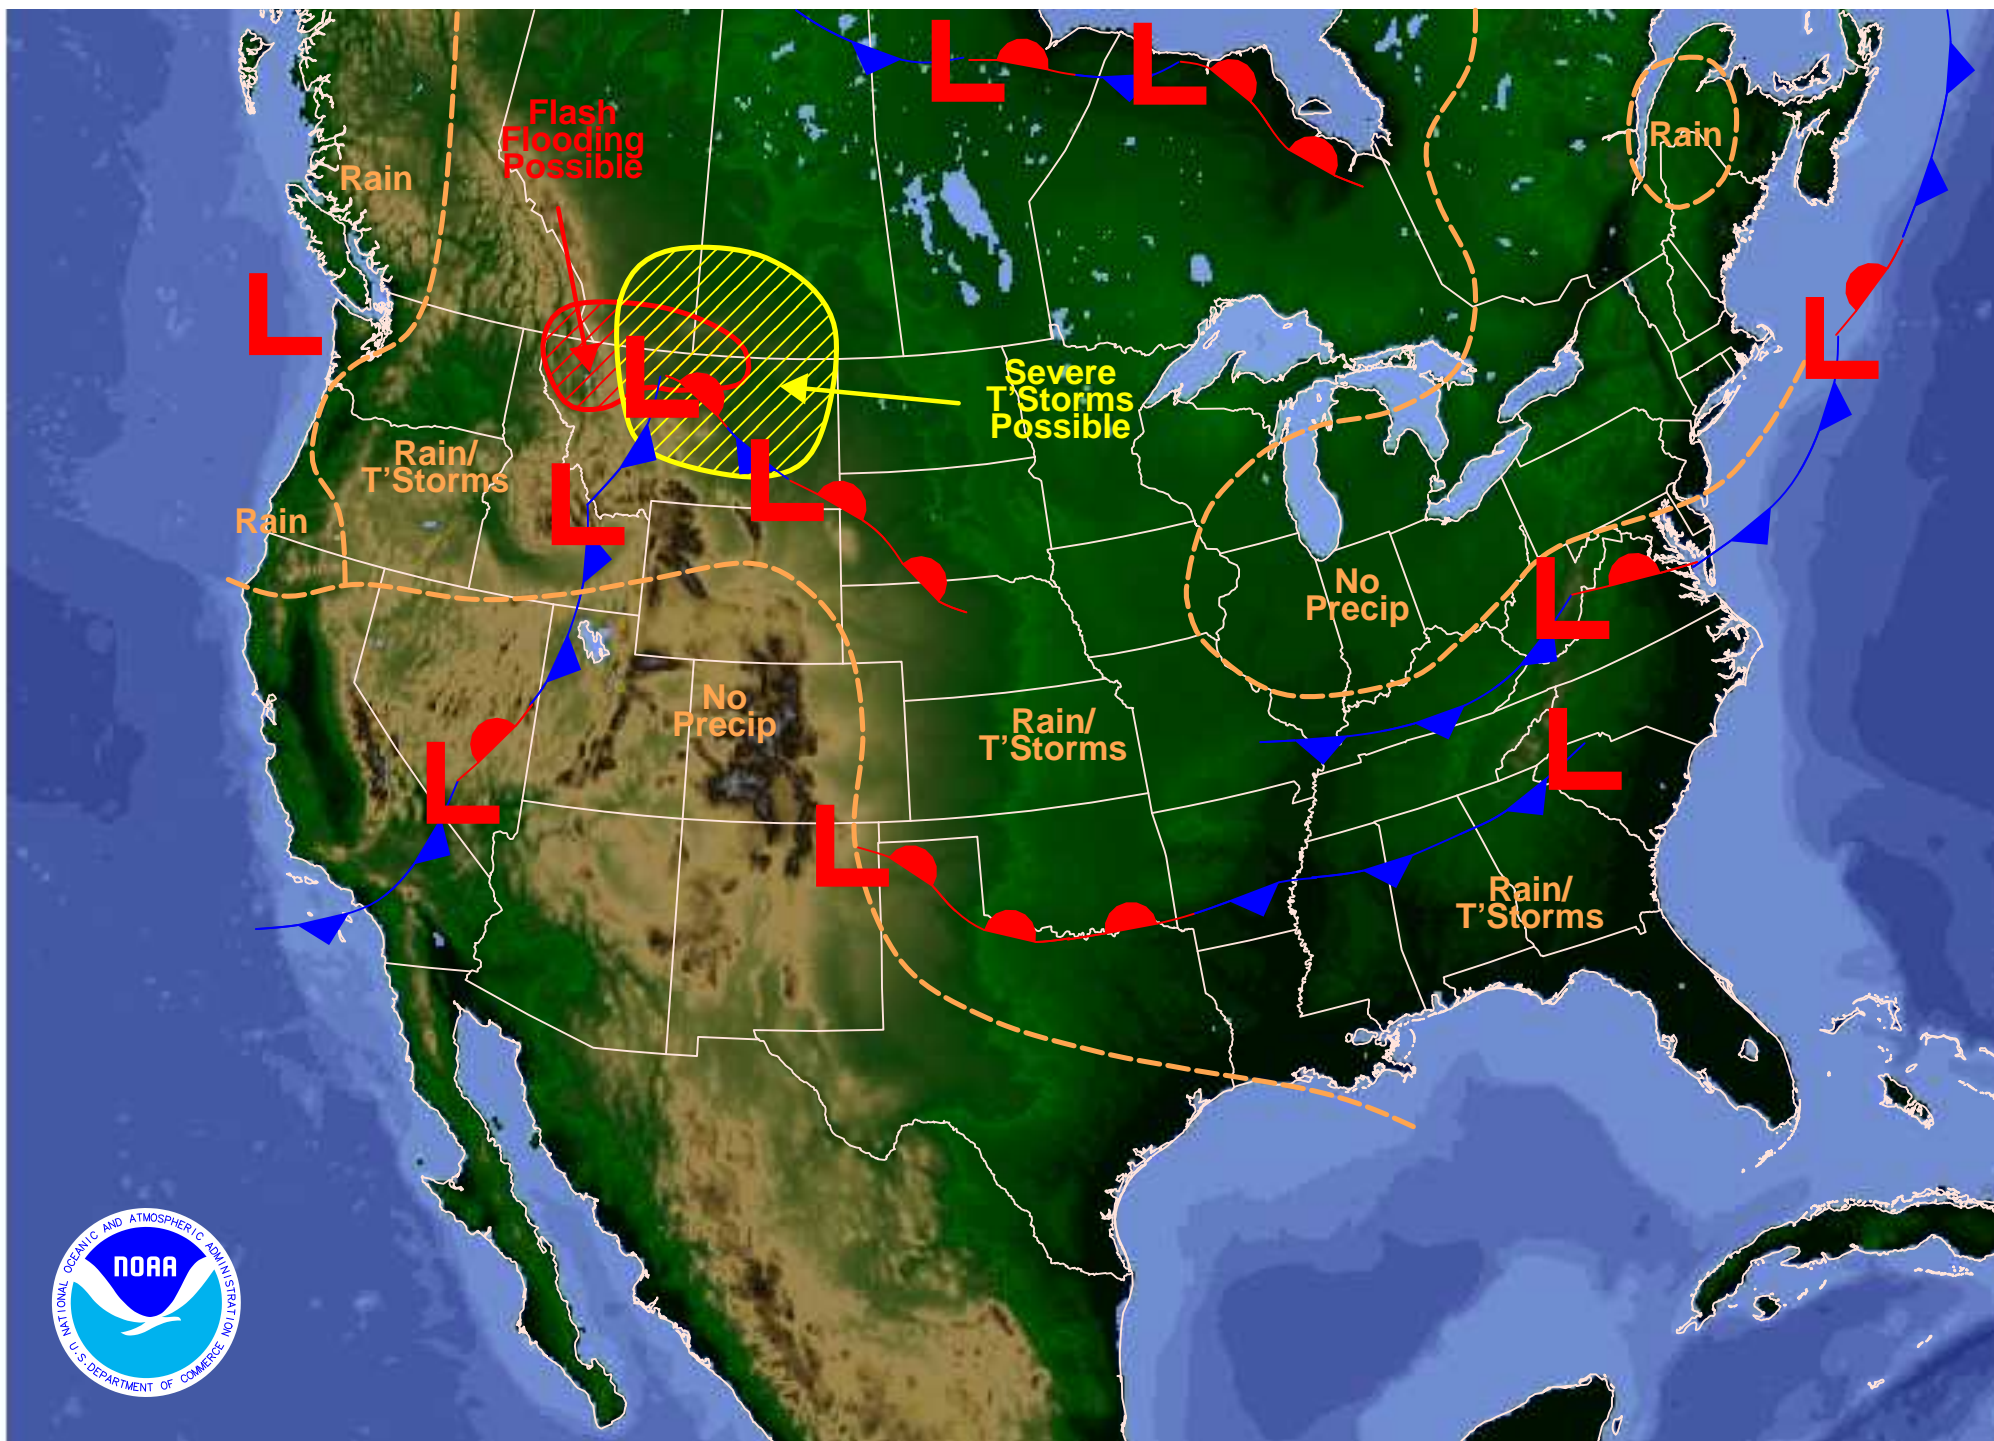 Flash
Flooding
Possible
Rain
Rain
Severe
T'Storms
Possible
Rain/
T'Storms
Rain
No
Precip
No
Precip
Rain/
T'Storms
Rain/
T'Storms
L
L
L
L
L
L
L
L
L
L
L
NATIONAL OCEANIC AND ATMOSPHERIC ADMINISTRATION
NOAA
U.S. DEPARTMENT OF COMMERCE